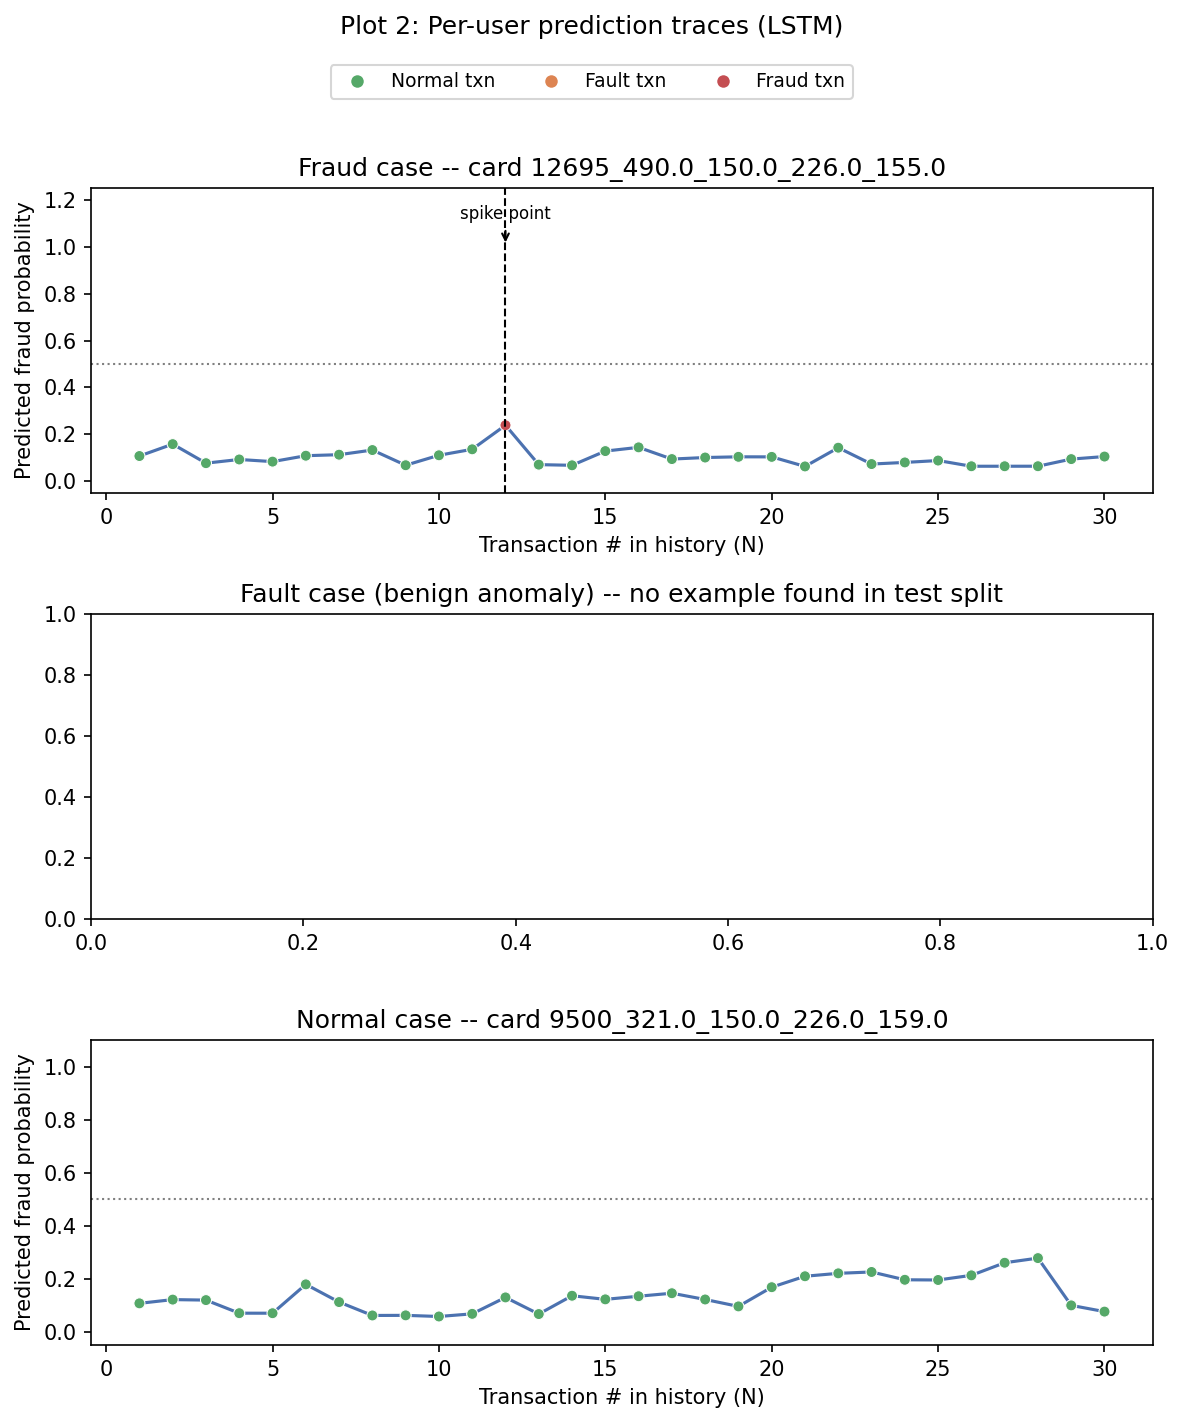 Plot 2: Per-user prediction traces (LSTM)
Normal txn Fault txn Fraud txn
Fraud case -- card 12695_490.0_150.0_226.0_155.0
Predicted fraud probability
1.2
1.0
0.8
0.6
0.4
0.2
0.0
spike point
0 5 10 15 20 25 30
Transaction # in history (N)
Fault case (benign anomaly) -- no example found in test split
1.0
0.8
0.6
0.4
0.2
0.0
0.0 0.2 0.4 0.6 0.8 1.0
Normal case -- card 9500_321.0_150.0_226.0_159.0
Predicted fraud probability
1.0
0.8
0.6
0.4
0.2
0.0
0 5 10 15 20 25 30
Transaction # in history (N)